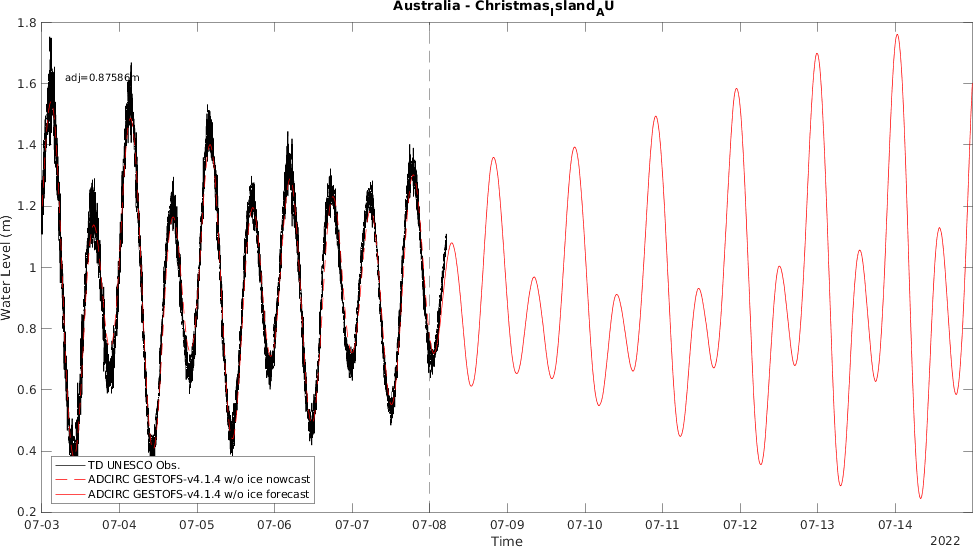 Australia - Christmas_Island_AU
1.8
adj=0.87586m
1.6
1.4
1.2
1
0.8
0.6
0.4
0.2
Water Level (m)
TD UNESCO Obs.
ADCIRC GESTOFS-v4.1.4 w/o ice nowcast
ADCIRC GESTOFS-v4.1.4 w/o ice forecast
07-03 07-04 07-05 07-06 07-07 07-08 07-09 07-10 07-11 07-12 07-13 07-14
Time
2022